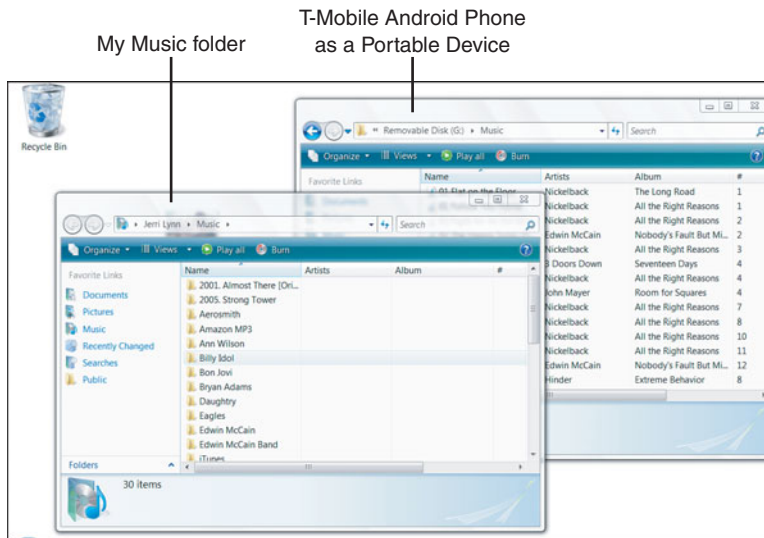 T-Mobile Android Phone
as a Portable Device
My Music folder
Recycle Bin
Removable Disk (G:) Music
Search
Organize Views Play all Burn
Favorite Links
Name Artists Album #
01 Flat on the Floor Nickelback The Long Road 1
Nickelback All the Right Reasons 1
Nickelback All the Right Reasons 2
Edwin McCain Nobody's Fault But Mi... 2
Nickelback All the Right Reasons 3
3 Doors Down Seventeen Days 4
Nickelback All the Right Reasons 4
John Mayer Room for Squares 4
Nickelback All the Right Reasons 7
Nickelback All the Right Reasons 8
Nickelback All the Right Reasons 10
Nickelback All the Right Reasons 11
Edwin McCain Nobody's Fault But Mi... 12
Hinder Extreme Behavior 8
Jerri Lynn Music
Search
Organize Views Play all Burn
Favorite Links
Documents
Pictures
Music
Recently Changed
Searches
Public
Folders
Name Artists Album #
2001. Almost There [Ori...
2005. Strong Tower
Aerosmith
Amazon MP3
Ann Wilson
Billy Idol
Bon Jovi
Bryan Adams
Daughtry
Eagles
Edwin McCain
Edwin McCain Band
iTunes
30 items